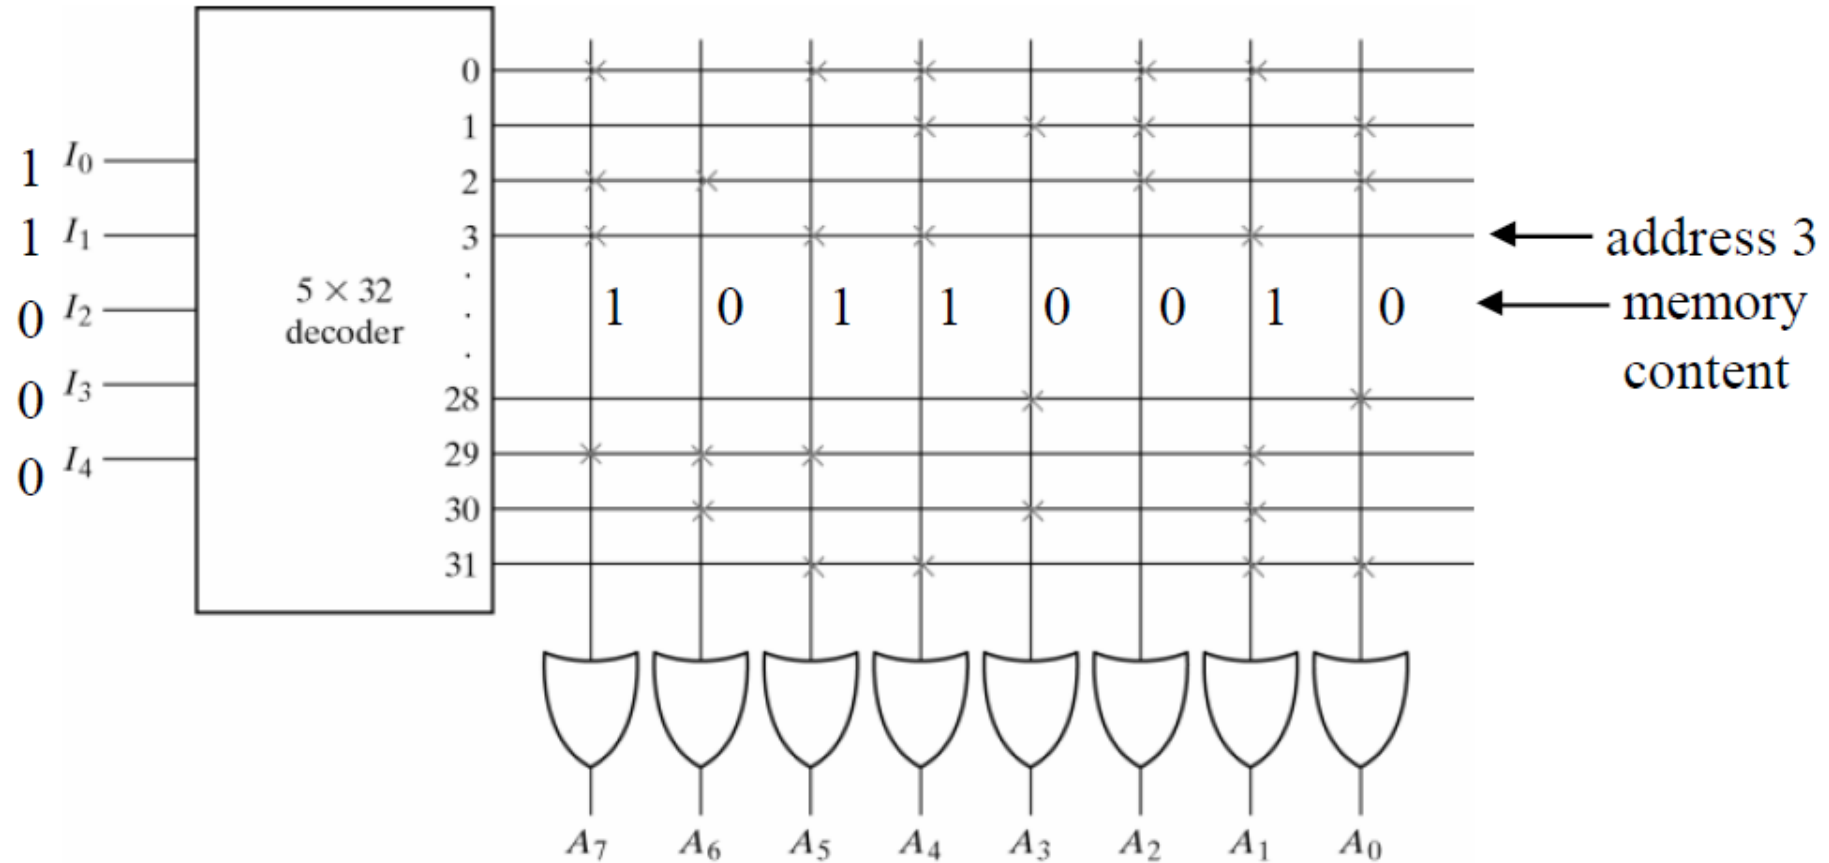 0
1
1 I₀
2
1 I₁
3
address 3
5 × 32
decoder
0 I₂
1 0 1 1 0 0 1 0
memory
content
0 I₃
28
29
0 I₄
30
31
A₇ A₆ A₅ A₄ A₃ A₂ A₁ A₀